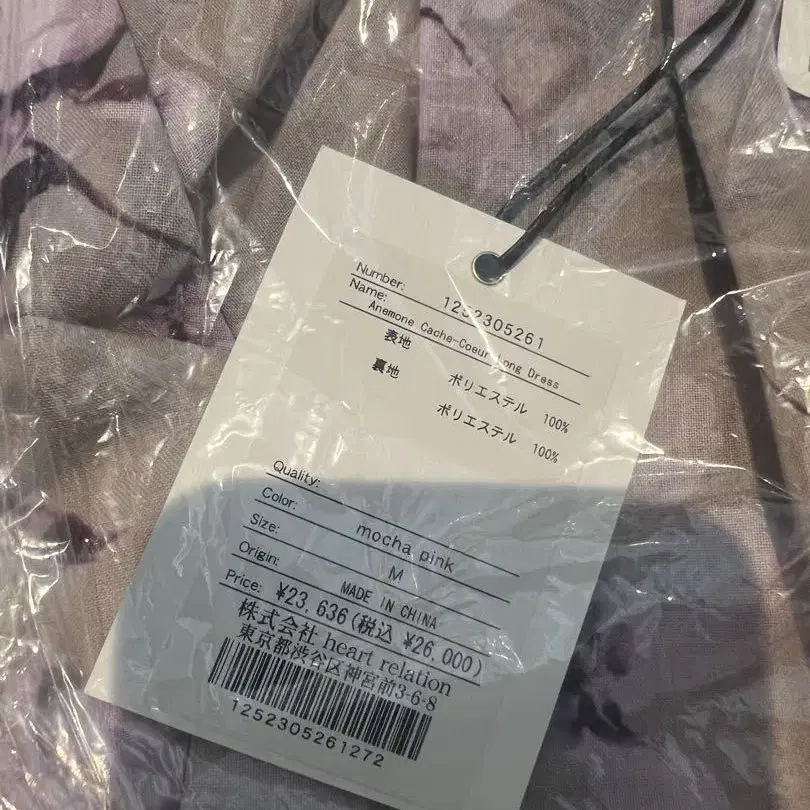 Number: 1252305261
Name: Anemone Cache-Coeur Long Dress
表地 ポリエステル 100%
裏地 ポリエステル 100%
Quality:
Color: mocha pink
Size: M
Origin: MADE IN CHINA
Price: ¥23,636(税込 ¥26,000)
株式会社 heart relation
東京都渋谷区神宮前3-6-8
1252305261272